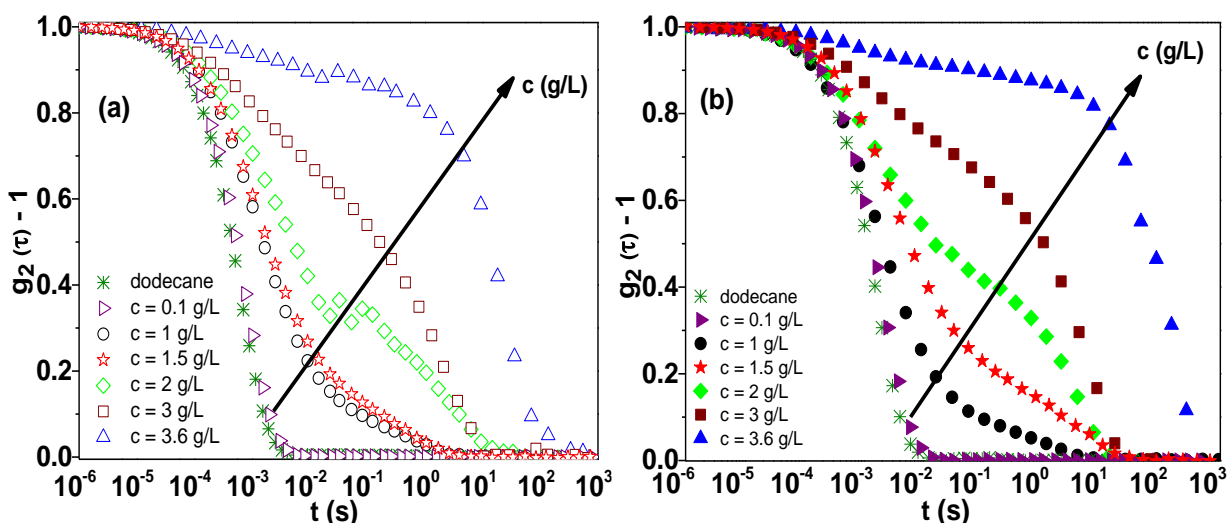 1.0
0.8
0.6
0.4
0.2
0.0
g₂ (τ) - 1
(a)
c (g/L)
dodecane
c = 0.1 g/L
c = 1 g/L
c = 1.5 g/L
c = 2 g/L
c = 3 g/L
c = 3.6 g/L
10⁻⁶ 10⁻⁵ 10⁻⁴ 10⁻³ 10⁻² 10⁻¹ 10⁰ 10¹ 10² 10³
t (s)
1.0
0.8
0.6
0.4
0.2
0.0
g₂ (τ) - 1
(b)
c (g/L)
dodecane
c = 0.1 g/L
c = 1 g/L
c = 1.5 g/L
c = 2 g/L
c = 3 g/L
c = 3.6 g/L
10⁻⁶ 10⁻⁵ 10⁻⁴ 10⁻³ 10⁻² 10⁻¹ 10⁰ 10¹ 10² 10³
t (s)